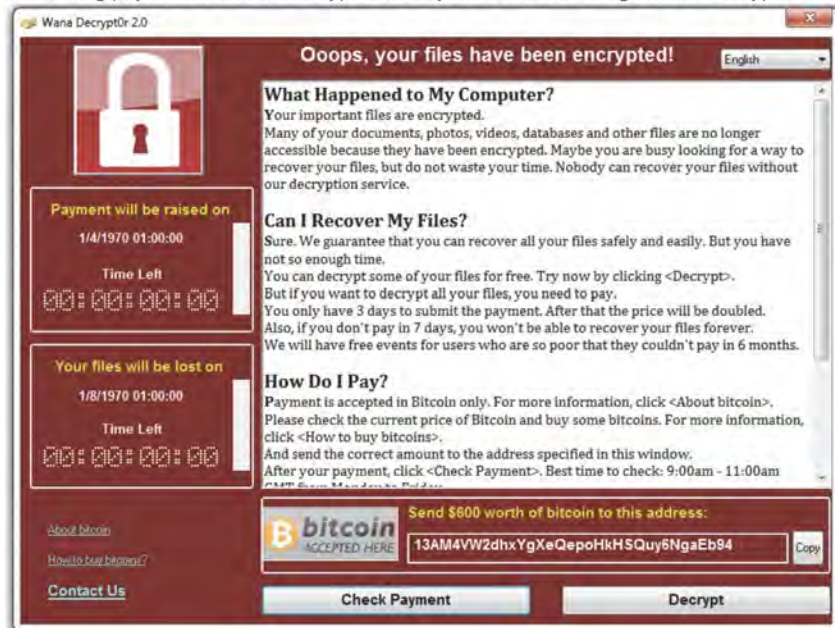 Wana Decrypt0r 2.0
Ooops, your files have been encrypted!
English
What Happened to My Computer?
Your important files are encrypted.
Many of your documents, photos, videos, databases and other files are no longer
accessible because they have been encrypted. Maybe you are busy looking for a way to
recover your files, but do not waste your time. Nobody can recover your files without
our decryption service.
Can I Recover My Files?
Sure. We guarantee that you can recover all your files safely and easily. But you have
not so enough time.
You can decrypt some of your files for free. Try now by clicking <Decrypt>.
But if you want to decrypt all your files, you need to pay.
You only have 3 days to submit the payment. After that the price will be doubled.
Also, if you don't pay in 7 days, you won't be able to recover your files forever.
We will have free events for users who are so poor that they couldn't pay in 6 months.
How Do I Pay?
Payment is accepted in Bitcoin only. For more information, click <About bitcoin>.
Please check the current price of Bitcoin and buy some bitcoins. For more information,
click <How to buy bitcoins>.
And send the correct amount to the address specified in this window.
After your payment, click <Check Payment>. Best time to check: 9:00am - 11:00am
GMT from Monday to Friday.
Payment will be raised on
1/4/1970 01:00:00
Time Left
00:00:00:00
Your files will be lost on
1/8/1970 01:00:00
Time Left
00:00:00:00
About bitcoin
How to buy bitcoins?
Contact Us
bitcoin
ACCEPTED HERE
Send $600 worth of bitcoin to this address:
13AM4VW2dhxYgXeQepoHkHSQuy6NgaEb94
Copy
Check Payment
Decrypt